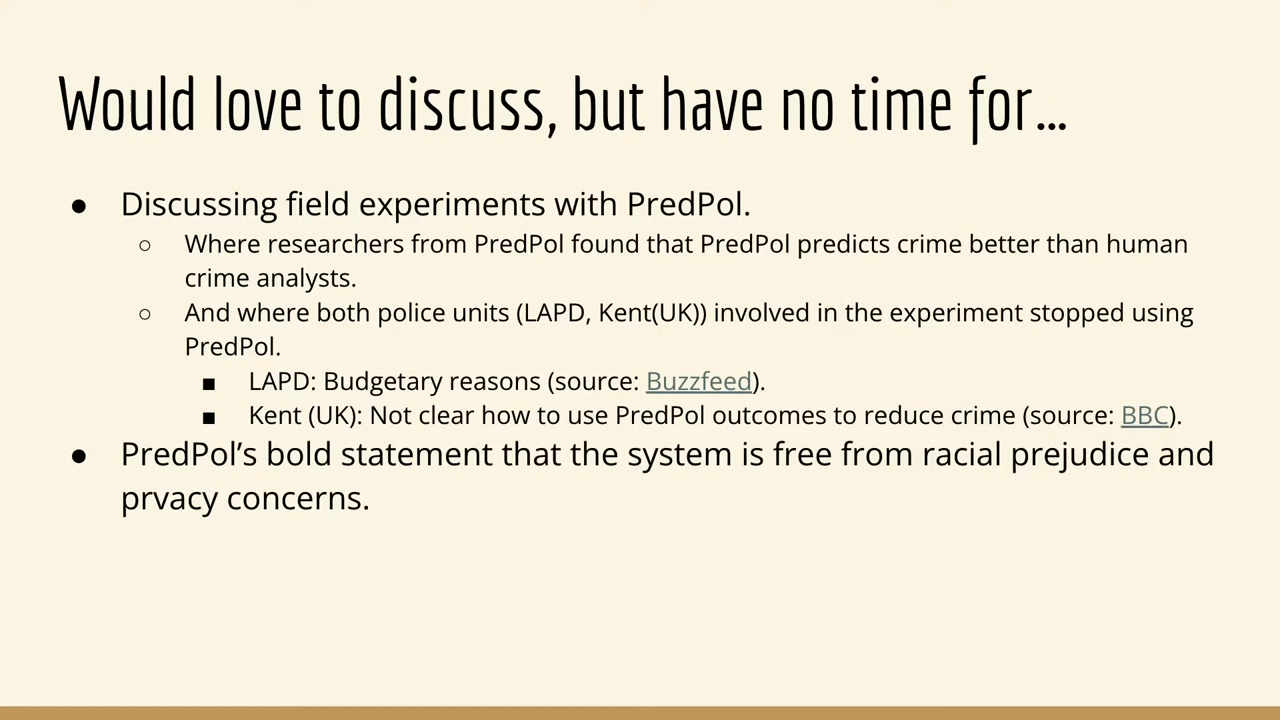 Would love to discuss, but have no time for...
● Discussing field experiments with PredPol.
○ Where researchers from PredPol found that PredPol predicts crime better than human
crime analysts.
○ And where both police units (LAPD, Kent(UK)) involved in the experiment stopped using
PredPol.
■ LAPD: Budgetary reasons (source: Buzzfeed).
■ Kent (UK): Not clear how to use PredPol outcomes to reduce crime (source: BBC).
● PredPol’s bold statement that the system is free from racial prejudice and
prvacy concerns.